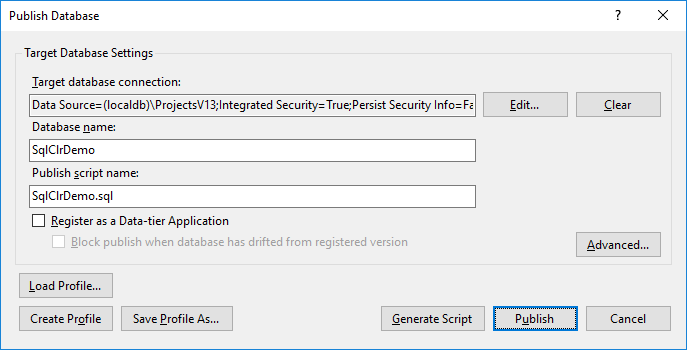 Publish Database
Target Database Settings
Target database connection:
Data Source=(localdb)\ProjectsV13;Integrated Security=True;Persist Security Info=Fa
Edit...
Clear
Database name:
SqlClrDemo
Publish script name:
SqlClrDemo.sql
Register as a Data-tier Application
Block publish when database has drifted from registered version
Advanced...
Load Profile...
Create Profile
Save Profile As...
Generate Script
Publish
Cancel